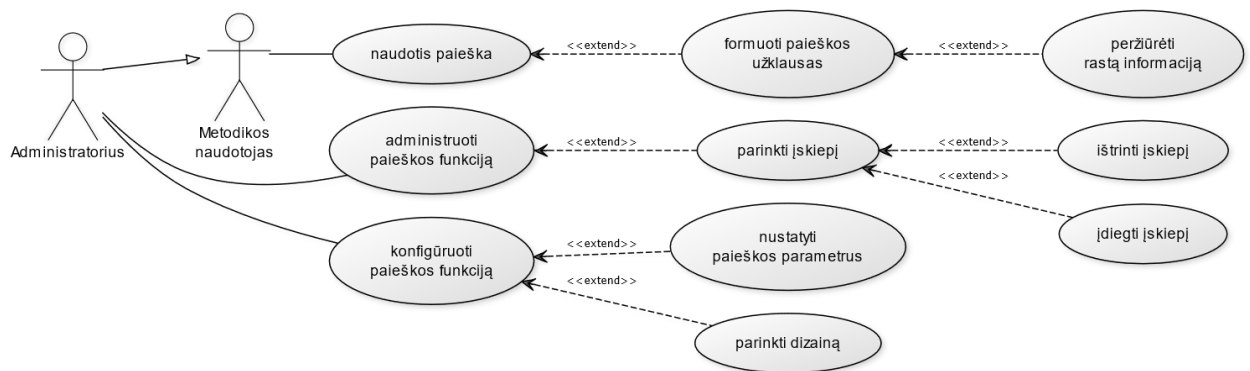 naudotis paieška
<<extend>>
formuoti paieškos
užklausas
<<extend>>
peržiūrėti
rastą informaciją
Metodikos
naudotojas
Administratorius
administruoti
paieškos funkciją
<<extend>>
parinkti įskiepį
<<extend>>
ištrinti įskiepį
<<extend>>
įdiegti įskiepį
konfigūruoti
paieškos funkciją
<<extend>>
nustatyti
paieškos parametrus
<<extend>>
parinkti dizainą